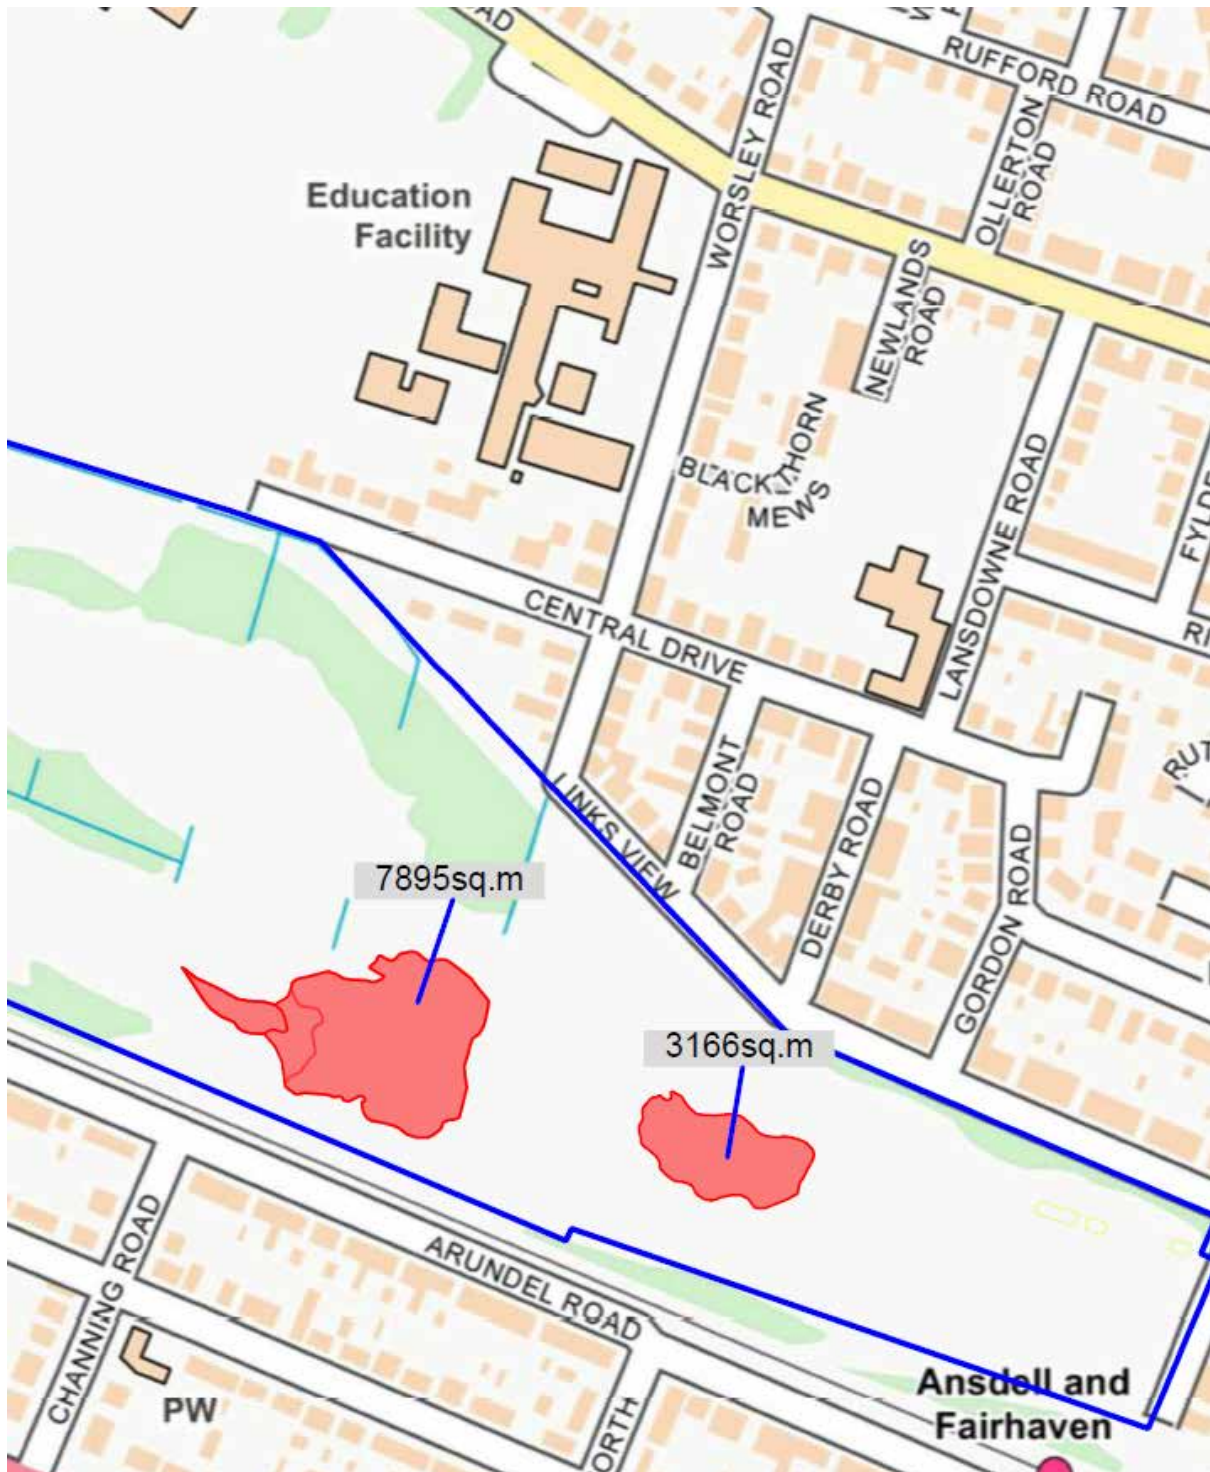 RUFFORD ROAD
WORSLEY ROAD
OLLERTON
ROAD
Education
Facility
NEWLANDS
ROAD
BLACKTHORN
MEWS
LANSDOWNE ROAD
CENTRAL DRIVE
LINKS VIEW
BELMONT
ROAD
DERBY ROAD
GORDON ROAD
7895sq.m
3166sq.m
ARUNDEL ROAD
CHANNING ROAD
PW
Ansdell and
Fairhaven